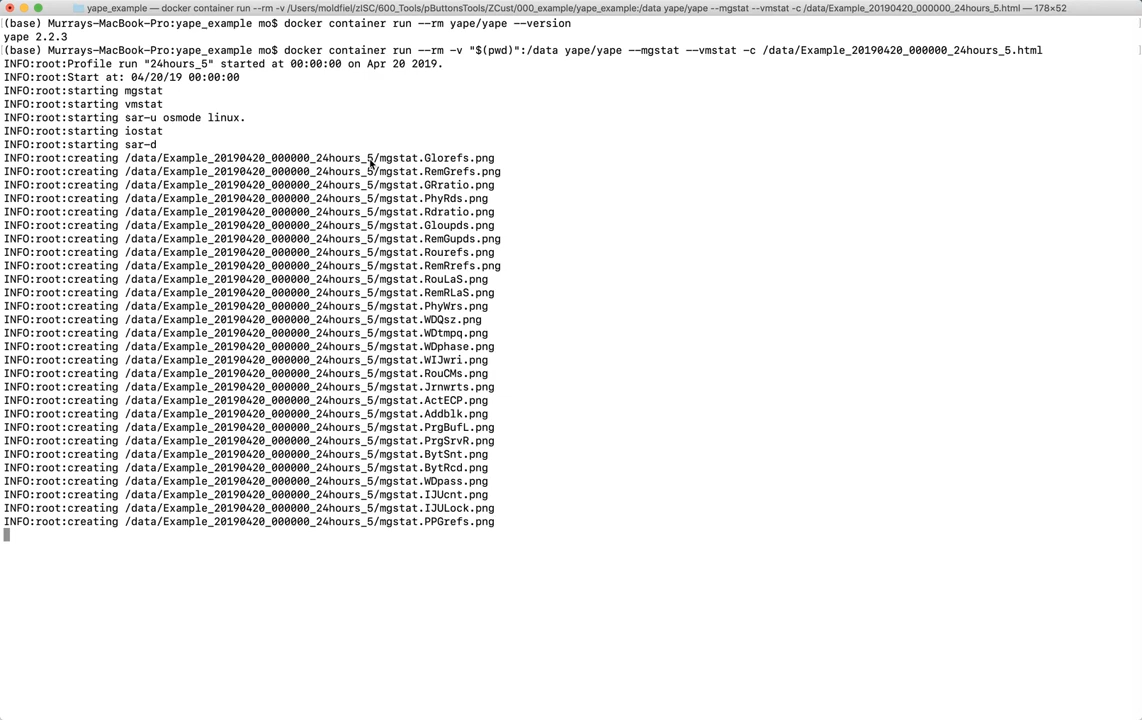 yape_example — docker container run --rm -v /Users/moldfiel/zISC/600_Tools/pButtonsTools/ZCust/000_example/yape_example:/data yape/yape --mgstat --vmstat -c /data/Example_20190420_000000_24hours_5.html — 178×52
(base) Murrays-MacBook-Pro:yape_example mo$ docker container run --rm yape/yape --version
yape 2.2.3
(base) Murrays-MacBook-Pro:yape_example mo$ docker container run --rm -v "$(pwd)":/data yape/yape --mgstat --vmstat -c /data/Example_20190420_000000_24hours_5.html
INFO:root:Profile run "24hours_5" started at 00:00:00 on Apr 20 2019.
INFO:root:Start at: 04/20/19 00:00:00
INFO:root:starting mgstat
INFO:root:starting vmstat
INFO:root:starting sar-u osmode linux.
INFO:root:starting iostat
INFO:root:starting sar-d
INFO:root:creating /data/Example_20190420_000000_24hours_5/mgstat.Glorefs.png
INFO:root:creating /data/Example_20190420_000000_24hours_5/mgstat.RemGrefs.png
INFO:root:creating /data/Example_20190420_000000_24hours_5/mgstat.GRratio.png
INFO:root:creating /data/Example_20190420_000000_24hours_5/mgstat.PhyRds.png
INFO:root:creating /data/Example_20190420_000000_24hours_5/mgstat.Rdratio.png
INFO:root:creating /data/Example_20190420_000000_24hours_5/mgstat.Gloupds.png
INFO:root:creating /data/Example_20190420_000000_24hours_5/mgstat.RemGupds.png
INFO:root:creating /data/Example_20190420_000000_24hours_5/mgstat.Rourefs.png
INFO:root:creating /data/Example_20190420_000000_24hours_5/mgstat.RemRrefs.png
INFO:root:creating /data/Example_20190420_000000_24hours_5/mgstat.RouLaS.png
INFO:root:creating /data/Example_20190420_000000_24hours_5/mgstat.RemRLaS.png
INFO:root:creating /data/Example_20190420_000000_24hours_5/mgstat.PhyWrs.png
INFO:root:creating /data/Example_20190420_000000_24hours_5/mgstat.WDQsz.png
INFO:root:creating /data/Example_20190420_000000_24hours_5/mgstat.WDtmpq.png
INFO:root:creating /data/Example_20190420_000000_24hours_5/mgstat.WDphase.png
INFO:root:creating /data/Example_20190420_000000_24hours_5/mgstat.WIJwri.png
INFO:root:creating /data/Example_20190420_000000_24hours_5/mgstat.RouCMs.png
INFO:root:creating /data/Example_20190420_000000_24hours_5/mgstat.Jrnwrts.png
INFO:root:creating /data/Example_20190420_000000_24hours_5/mgstat.ActECP.png
INFO:root:creating /data/Example_20190420_000000_24hours_5/mgstat.Addblk.png
INFO:root:creating /data/Example_20190420_000000_24hours_5/mgstat.PrgBufL.png
INFO:root:creating /data/Example_20190420_000000_24hours_5/mgstat.PrgSrvR.png
INFO:root:creating /data/Example_20190420_000000_24hours_5/mgstat.BytSnt.png
INFO:root:creating /data/Example_20190420_000000_24hours_5/mgstat.BytRcd.png
INFO:root:creating /data/Example_20190420_000000_24hours_5/mgstat.WDpass.png
INFO:root:creating /data/Example_20190420_000000_24hours_5/mgstat.IJUcnt.png
INFO:root:creating /data/Example_20190420_000000_24hours_5/mgstat.IJULock.png
INFO:root:creating /data/Example_20190420_000000_24hours_5/mgstat.PPGrefs.png